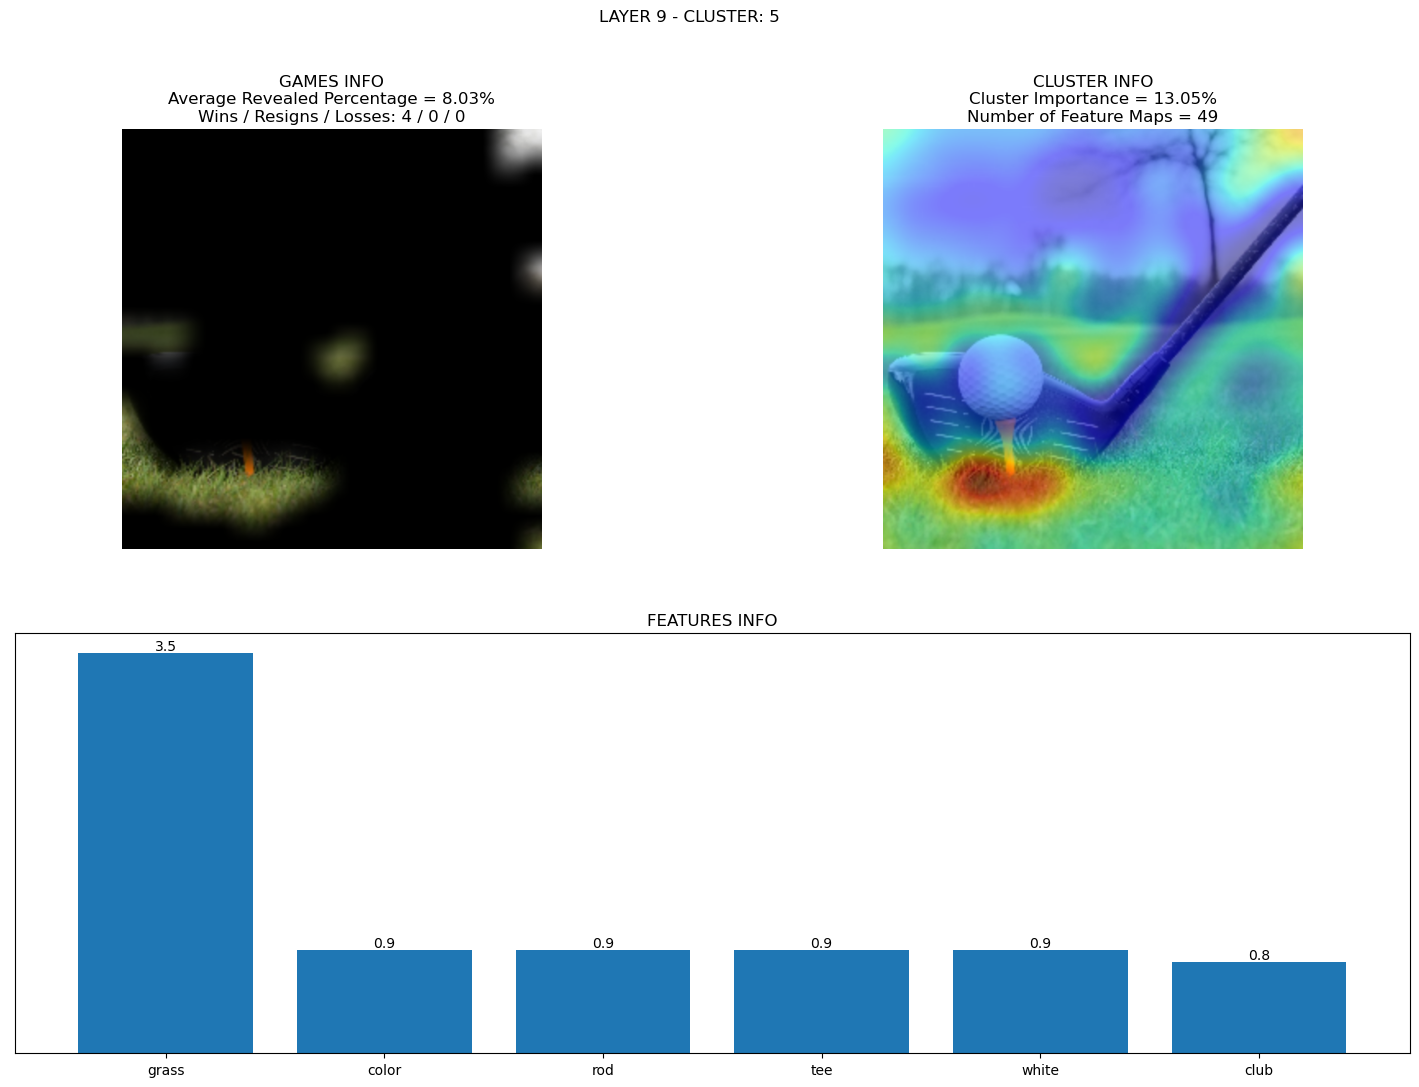 LAYER 9 - CLUSTER: 5
GAMES INFO
Average Revealed Percentage = 8.03%
Wins / Resigns / Losses: 4 / 0 / 0
CLUSTER INFO
Cluster Importance = 13.05%
Number of Feature Maps = 49
FEATURES INFO
3.5
0.9
0.9
0.9
0.9
0.8
grass
color
rod
tee
white
club